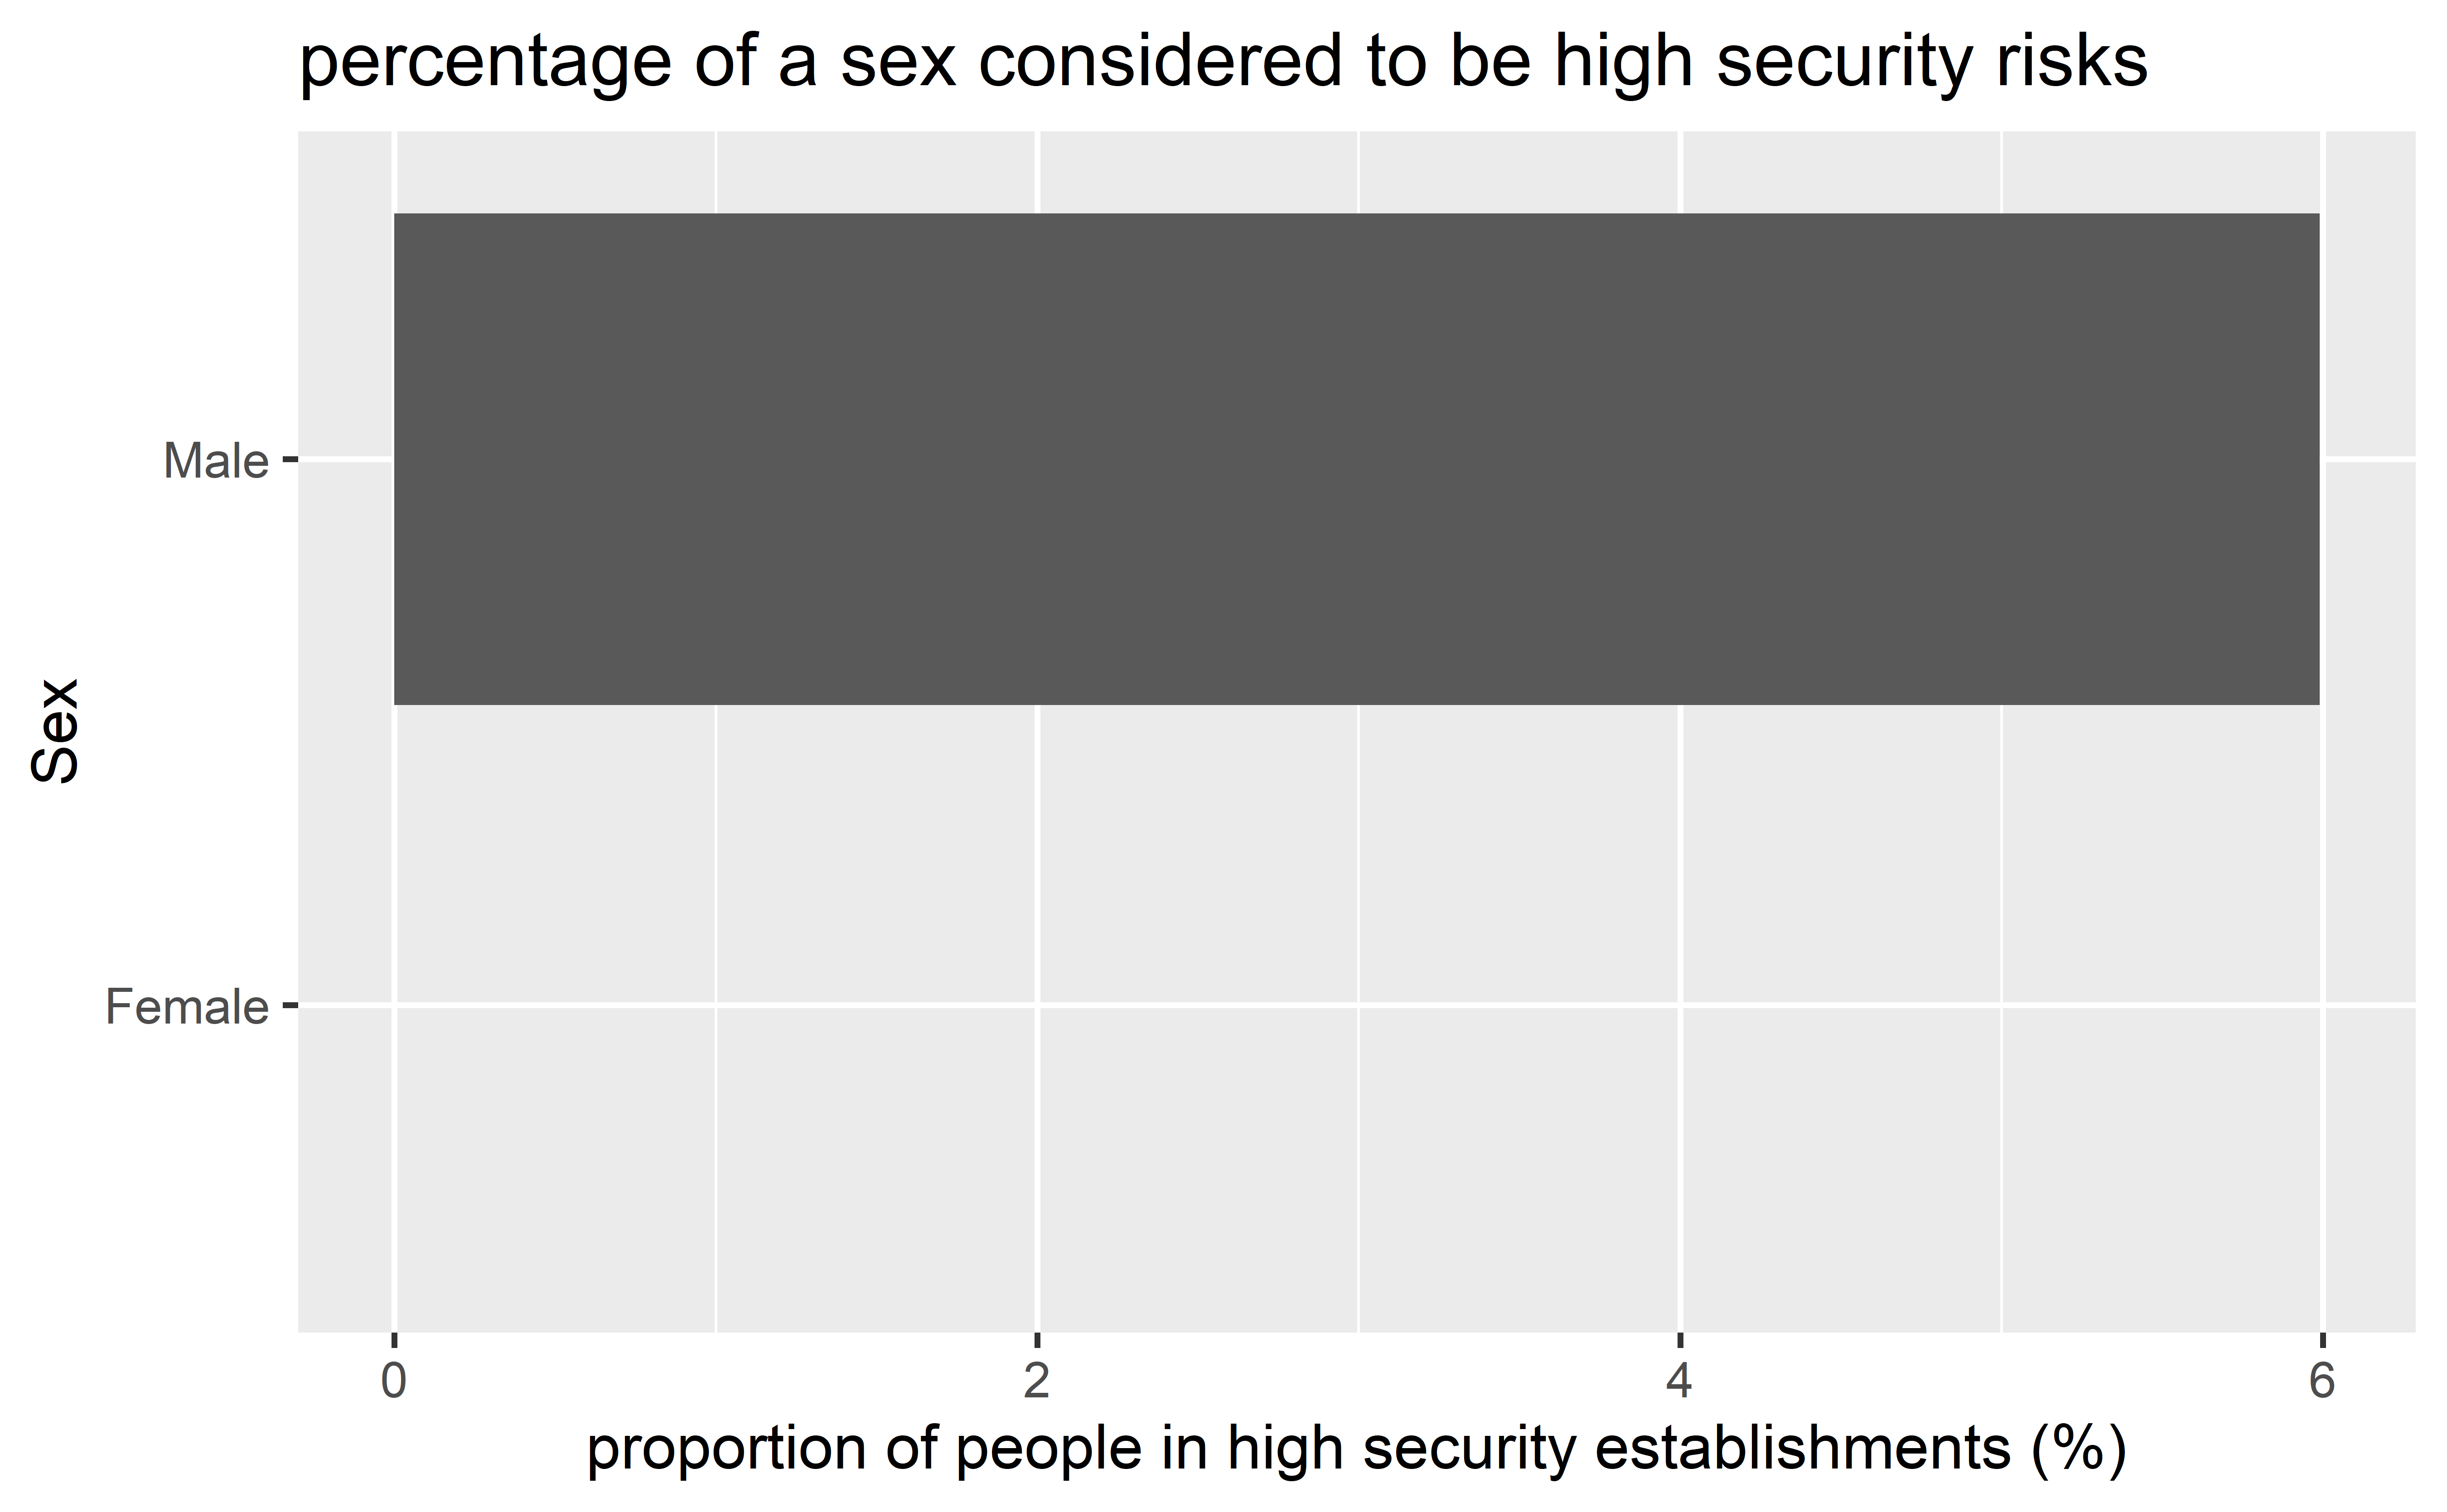 percentage of a sex considered to be high security risks
Sex
Male
Female
0 2 4 6
proportion of people in high security establishments (%)